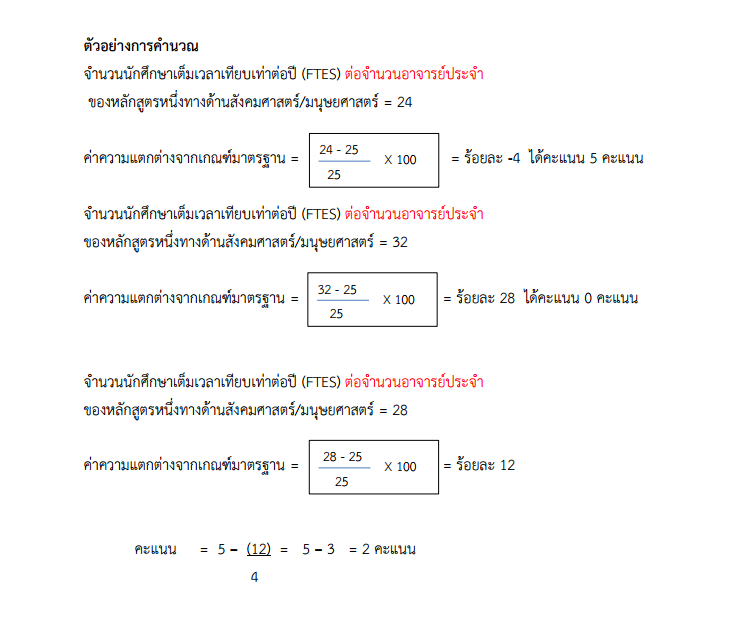 ตัวอย่างการคำนวณ
จำนวนนักศึกษาเต็มเวลาเทียบเท่าต่อปี (FTES) ต่อจำนวนอาจารย์ประจำ
ของหลักสูตรหนึ่งทางด้านสังคมศาสตร์/มนุษยศาสตร์ = 24
ค่าความแตกต่างจากเกณฑ์มาตรฐาน = 24 - 25 X 100 = ร้อยละ -4 ได้คะแนน 5 คะแนน
25
จำนวนนักศึกษาเต็มเวลาเทียบเท่าต่อปี (FTES) ต่อจำนวนอาจารย์ประจำ
ของหลักสูตรหนึ่งทางด้านสังคมศาสตร์/มนุษยศาสตร์ = 32
ค่าความแตกต่างจากเกณฑ์มาตรฐาน = 32 - 25 X 100 = ร้อยละ 28 ได้คะแนน 0 คะแนน
25
จำนวนนักศึกษาเต็มเวลาเทียบเท่าต่อปี (FTES) ต่อจำนวนอาจารย์ประจำ
ของหลักสูตรหนึ่งทางด้านสังคมศาสตร์/มนุษยศาสตร์ = 28
ค่าความแตกต่างจากเกณฑ์มาตรฐาน = 28 - 25 X 100 = ร้อยละ 12
25
คะแนน = 5 – (12) = 5 – 3 = 2 คะแนน
4